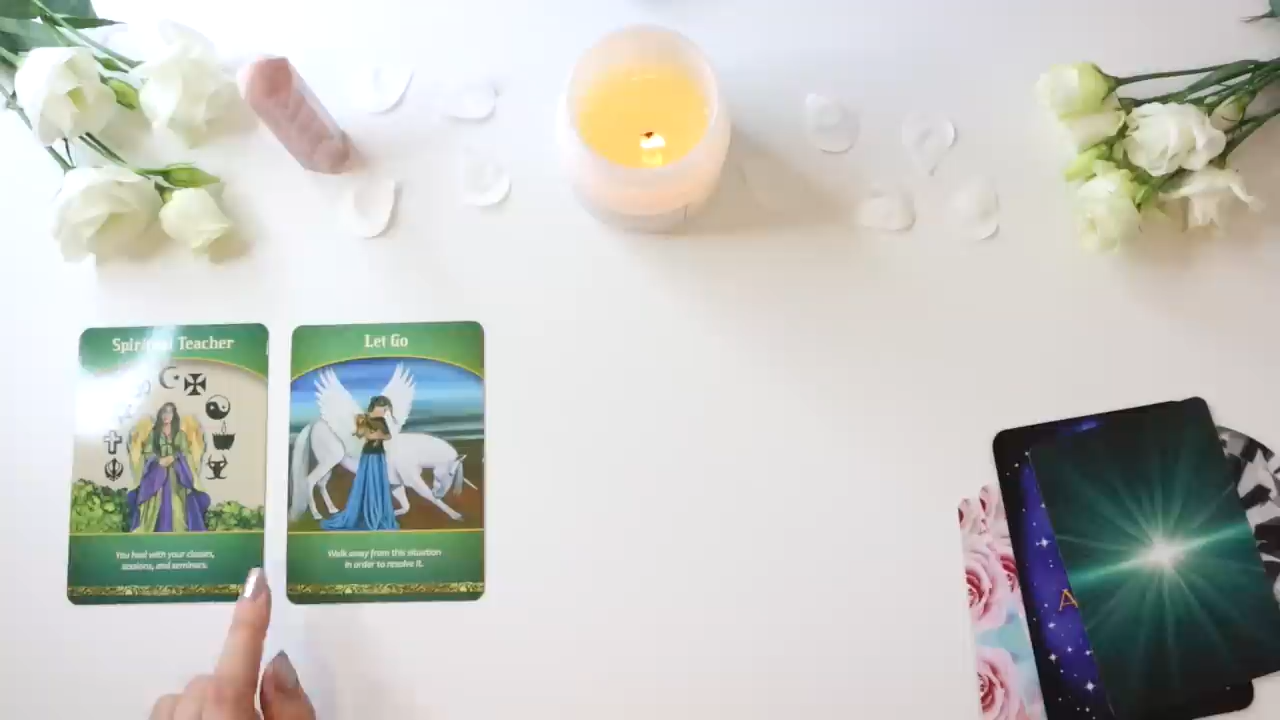 Spiritual Teacher
You heal with your classes,
sessions, and seminars.
Let Go
Walk away from this situation
in order to resolve it.
A